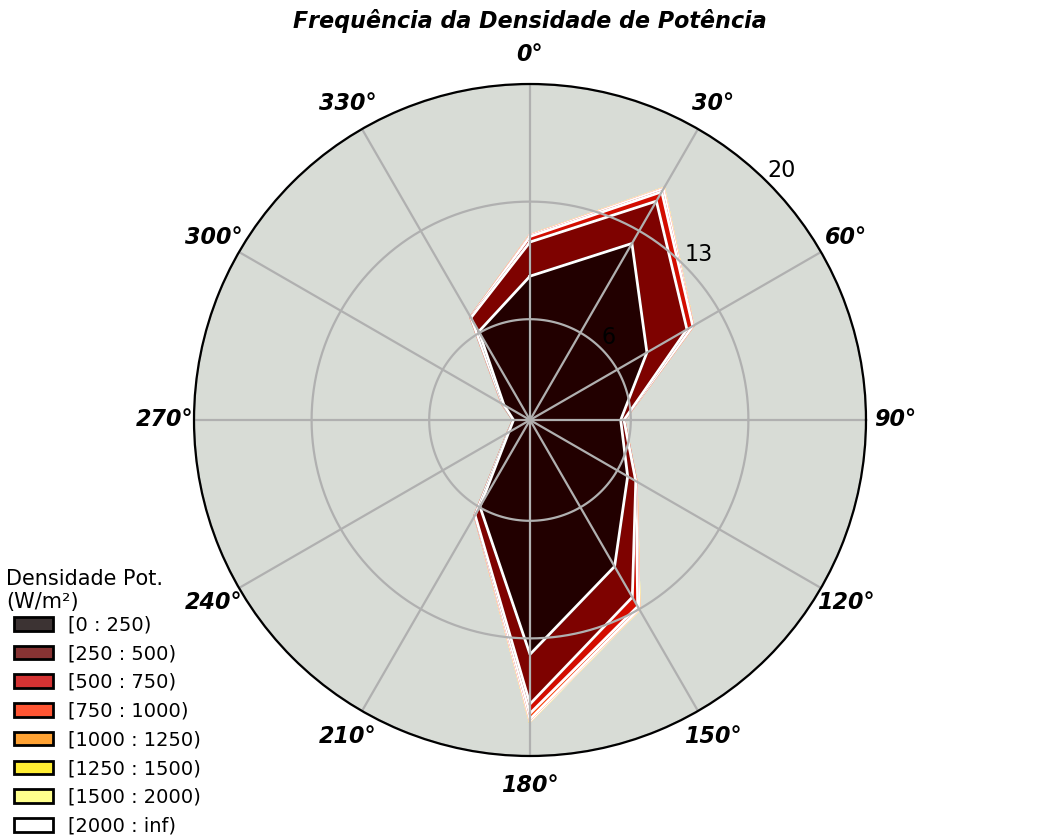 Frequência da Densidade de Potência
0°
330°
30°
20
300°
60°
13
6
270°
90°
240°
120°
210°
150°
180°
Densidade Pot.
(W/m²)
[0 : 250)
[250 : 500)
[500 : 750)
[750 : 1000)
[1000 : 1250)
[1250 : 1500)
[1500 : 2000)
[2000 : inf)